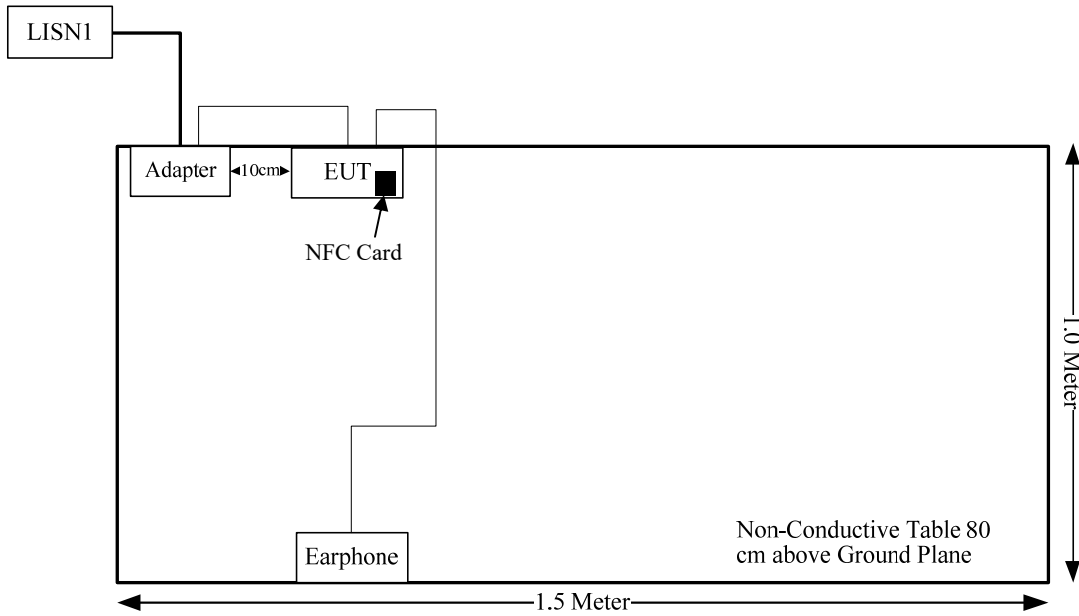 LISN1
Adapter
10cm
EUT
NFC Card
1.0 Meter
Non-Conductive Table 80
cm above Ground Plane
Earphone
1.5 Meter